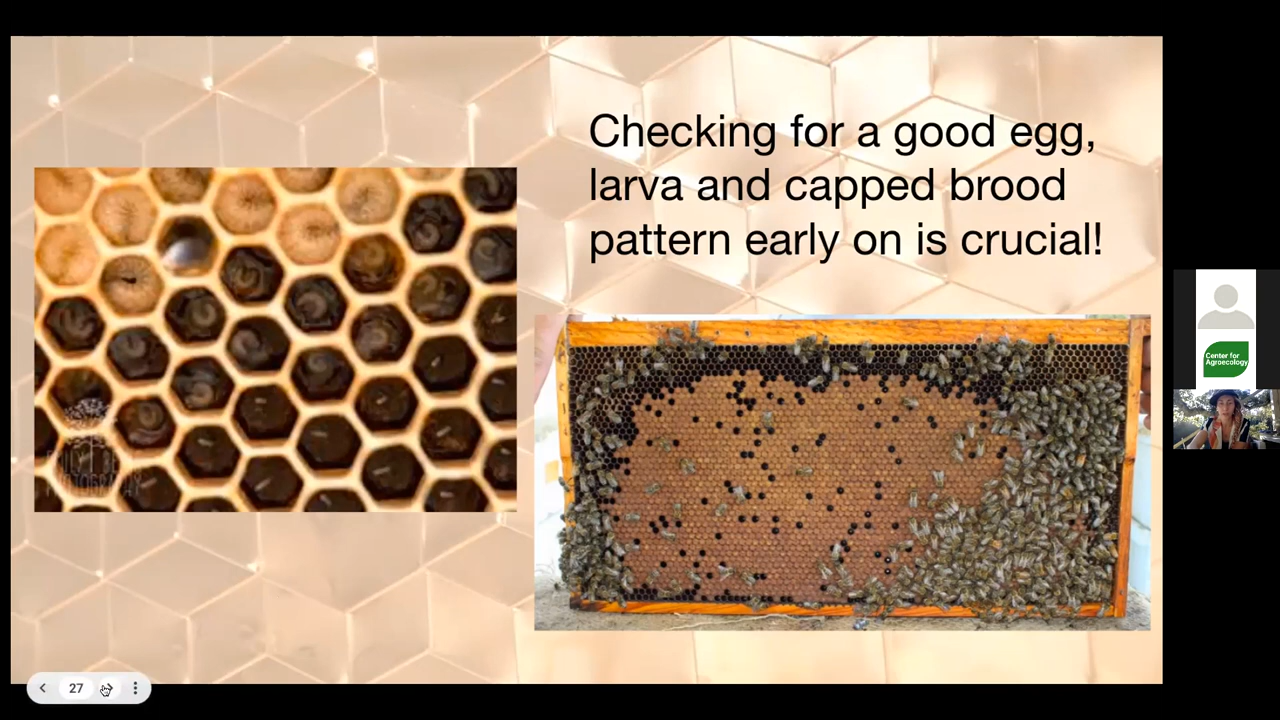 Checking for a good egg,
larva and capped brood
pattern early on is crucial!
Center for
Agroecology
27